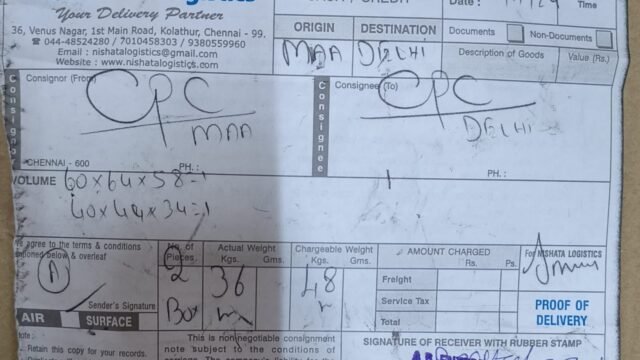 Your Delivery Partner
36, Venus Nagar, 1st Main Road, Kolathur, Chennai - 99.
☎ 044-48524280 / 7010458303 / 9380559960
Email : nishatalogistics@gmail.com
Website : www.nishatalogistics.com
ORIGIN DESTINATION
MAA DELHI
Date :
Time
Documents Non-Documents
Description of Goods Value (Rs.)
Consignor
Consignor (From)
CPC
MAA
CHENNAI - 600 PH. :
Consignee
Consignee (To)
CPC
DELHI
PH. :
VOLUME 60x64x58=1
40x44x34=1
agree to the terms & conditions
& overleaf
A
Sender's Signature
AIR SURFACE
No. of Pieces
2
Box
Actual Weight
Kgs. Gms.
36
Chargeable Weight
Kgs. Gms.
48
AMOUNT CHARGED
Rs. Ps.
Freight
Service Tax
Total
For NISHATA LOGISTICS
PROOF OF DELIVERY
Retain this copy for your records.
This is non negotiable consignment
note subject to the conditions of
SIGNATURE OF RECEIVER WITH RUBBER STAMP